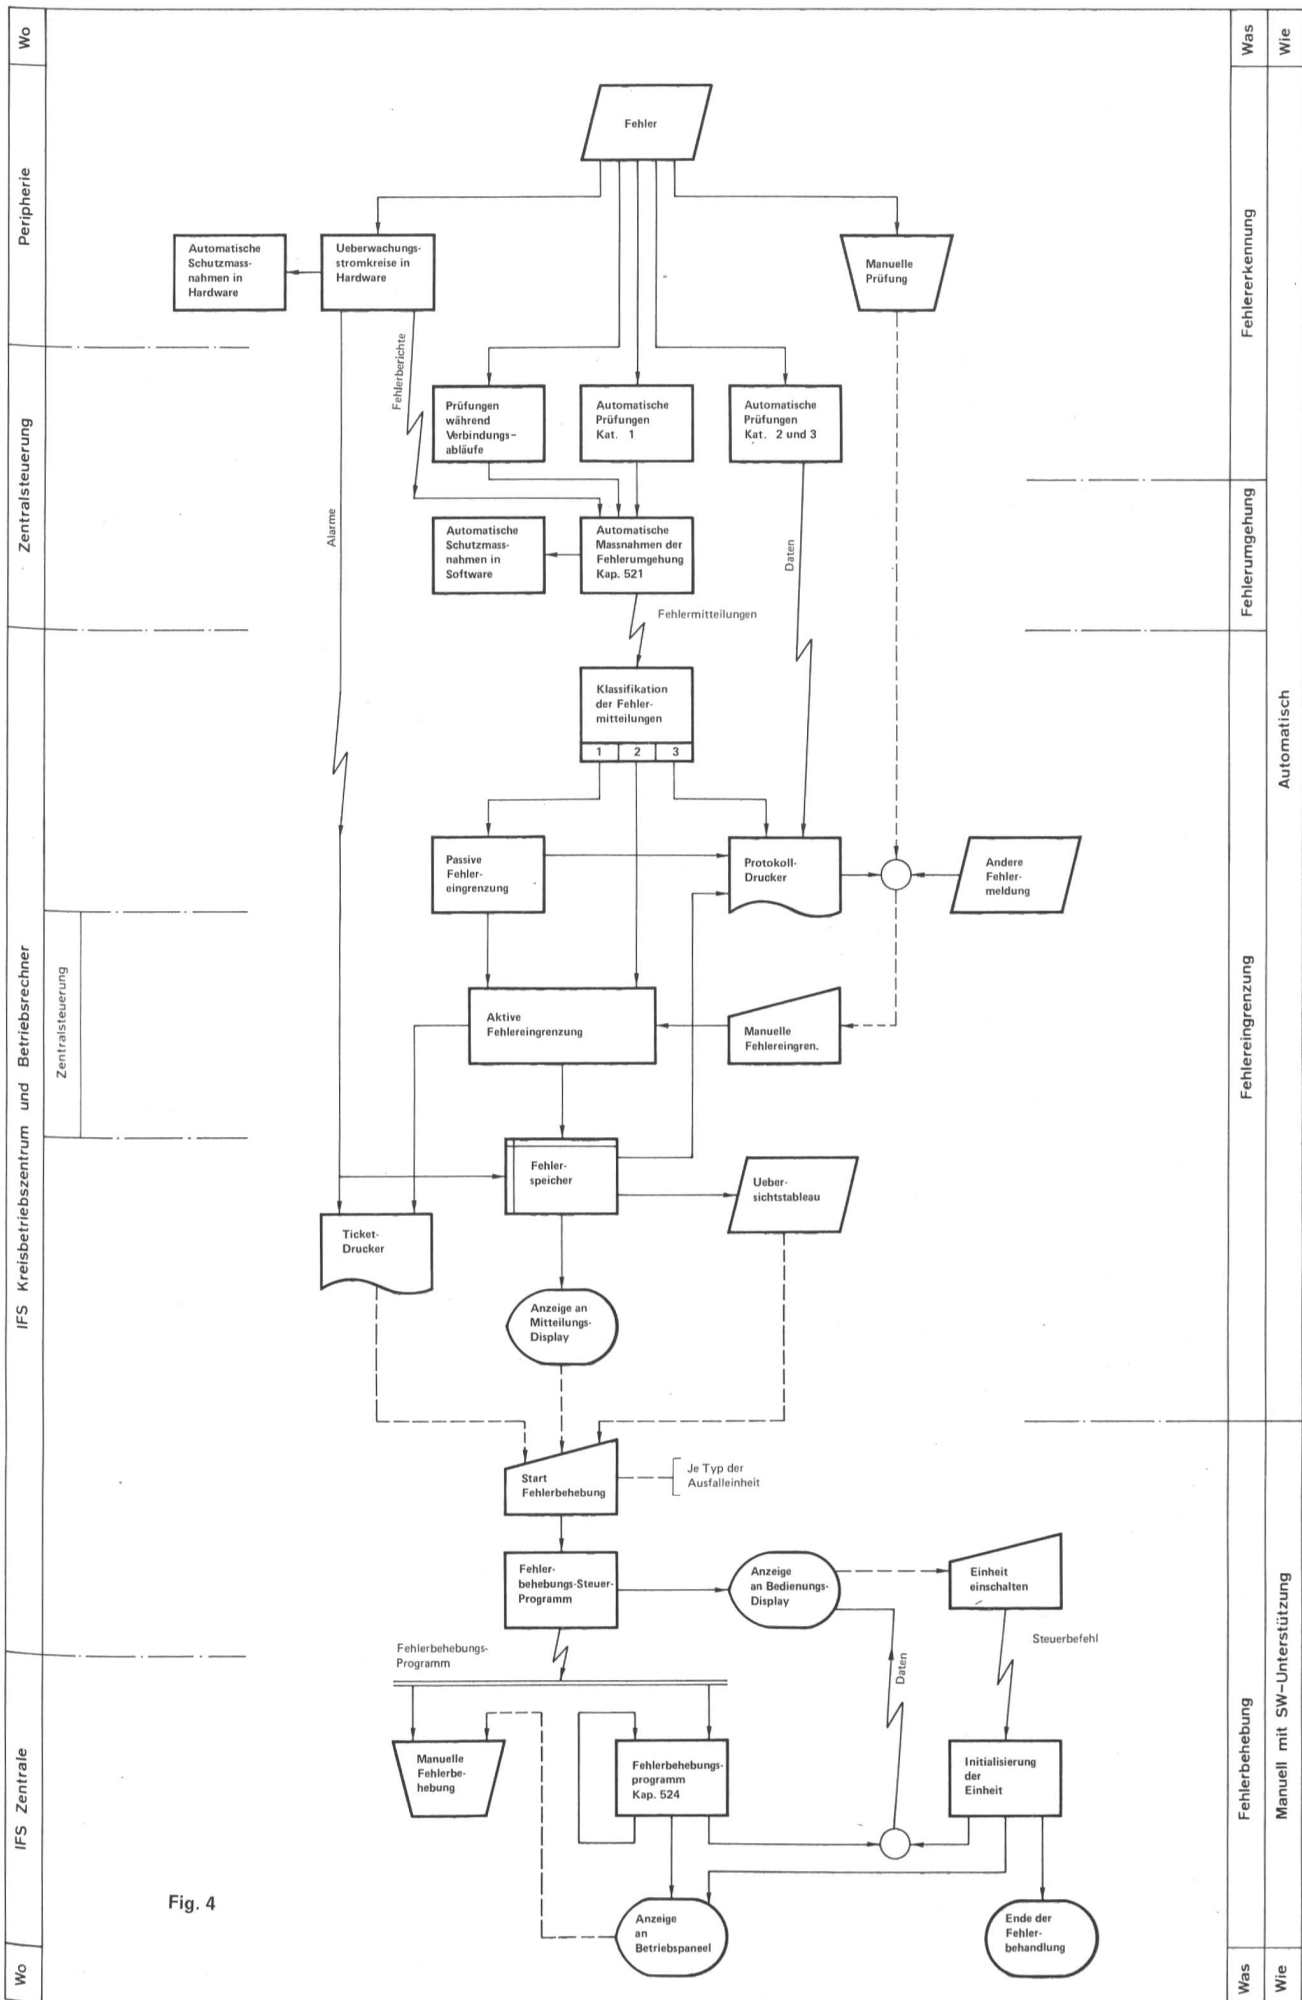 Wo
Was
Wie
Peripherie
Fehler
Automatische
Schutzmass-
nahmen in
Hardware
Ueberwachungs-
stromkreise in
Hardware
Manuelle
Prüfung
Fehlererkennung
Zentralsteuerung
Alarme
Fehlerberichte
Prüfungen
während
Verbindungs-
abläufe
Automatische
Prüfungen
Kat. 1
Automatische
Prüfungen
Kat. 2 und 3
Automatische
Schutzmass-
nahmen in
Software
Automatische
Massnahmen der
Fehlerumgehung
Kap. 521
Daten
Fehlerumgehung
Fehlermitteilungen
Klassifikation
der Fehler-
mitteilungen
1 2 3
Automatisch
IFS Kreisbetriebszentrum und Betriebsrechner
Zentralsteuerung
Passive
Fehler-
eingrenzung
Protokoll-
Drucker
Andere
Fehler-
meldung
Fehlereingrenzung
Aktive
Fehlereingrenzung
Manuelle
Fehlereingren.
Fehler-
speicher
Ueber-
sichtstableau
Ticket-
Drucker
Anzeige an
Mitteilungs-
Display
Start
Fehlerbehebung
Je Typ der
Ausfalleinheit
Fehler-
behebungs-Steuer-
Programm
Anzeige
an Bedienungs-
Display
Einheit
einschalten
Fehlerbehebungs-
Programm
Daten
Steuerbefehl
IFS Zentrale
Manuelle
Fehlerbe-
hebung
Fehlerbehebungs-
programm
Kap. 524
Initialisierung
der
Einheit
Fehlerbehebung
Manuell mit SW-Unterstützung
Fig. 4
Anzeige
an
Betriebspaneel
Ende der
Fehler-
behandlung
Wo
Was
Wie